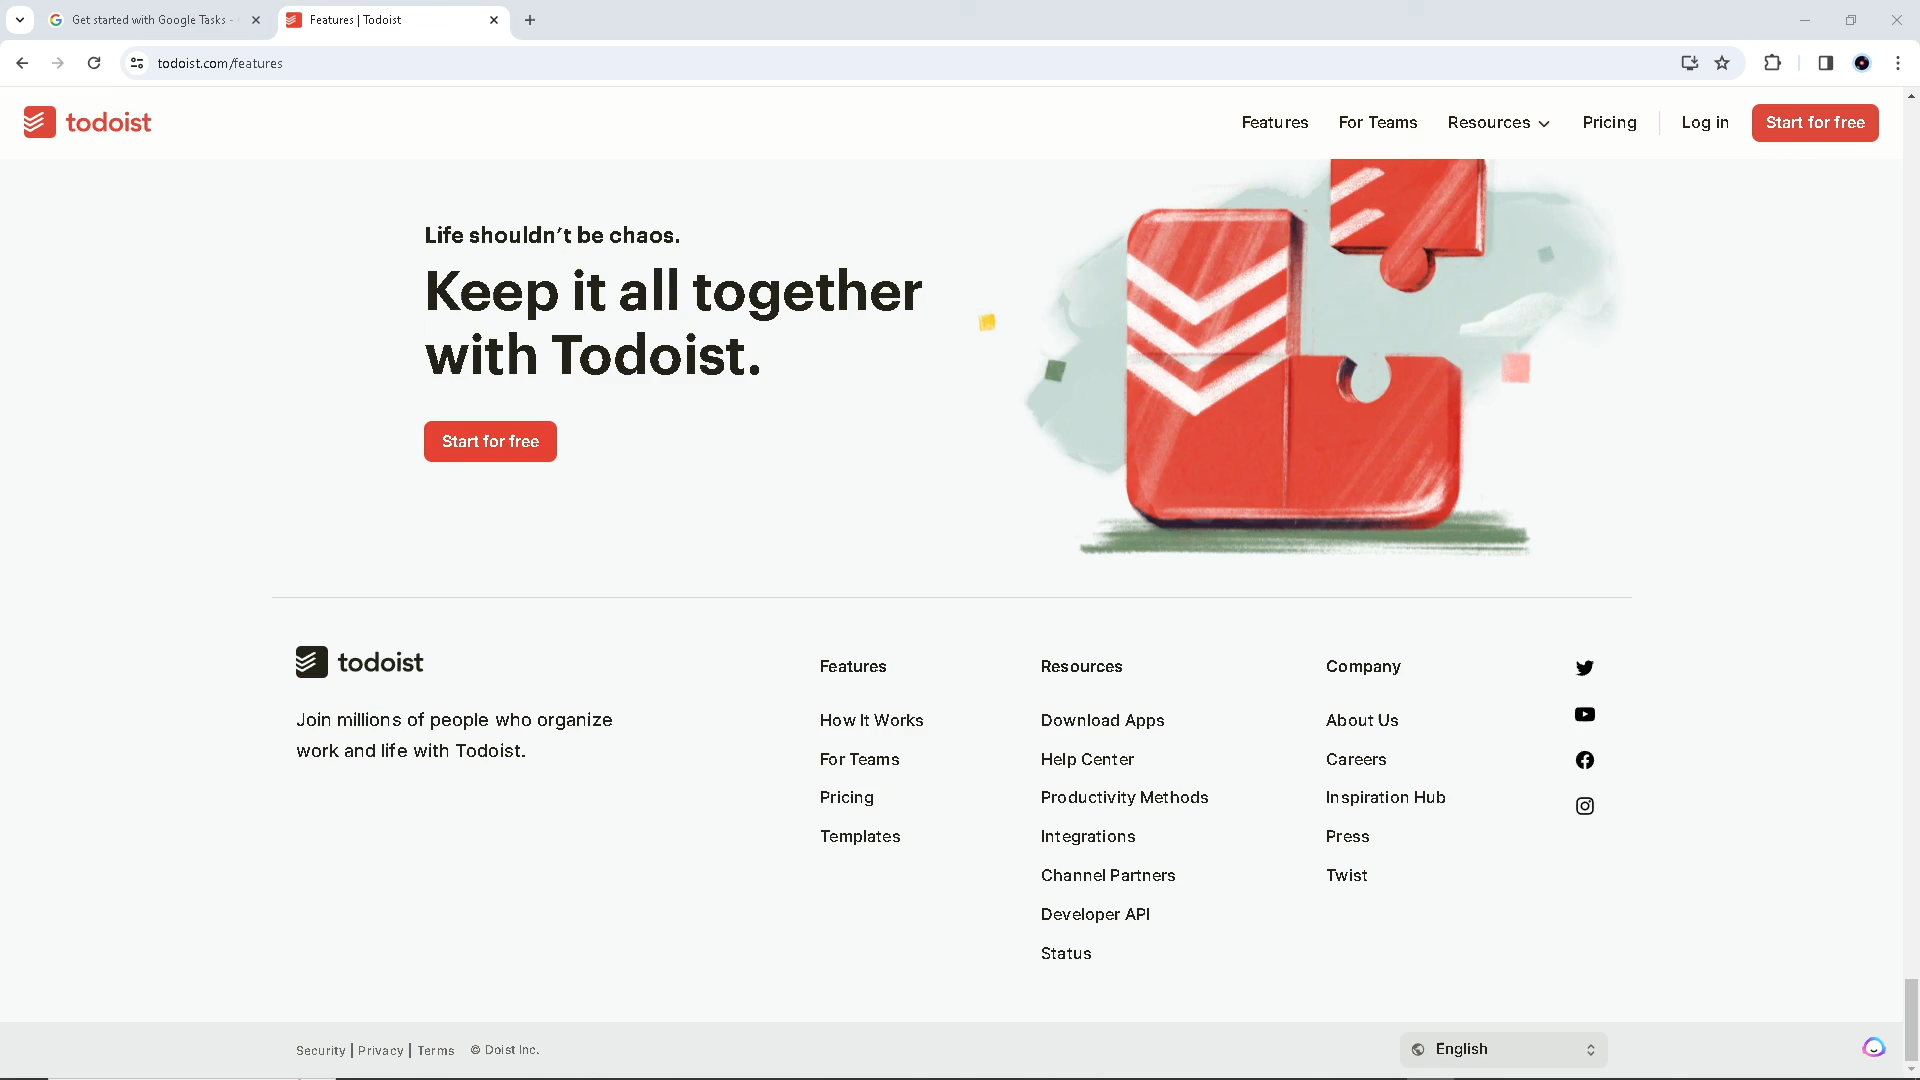 Get started with Google Tasks -
Features | Todoist
todoist.com/features
todoist
Features
For Teams
Resources
Pricing
Log in
Start for free
Life shouldn't be chaos.
Keep it all together
with Todoist.
Start for free
todoist
Join millions of people who organize
work and life with Todoist.
Features
How It Works
For Teams
Pricing
Templates
Resources
Download Apps
Help Center
Productivity Methods
Integrations
Channel Partners
Developer API
Status
Company
About Us
Careers
Inspiration Hub
Press
Twist
Security | Privacy | Terms © Doist Inc.
English